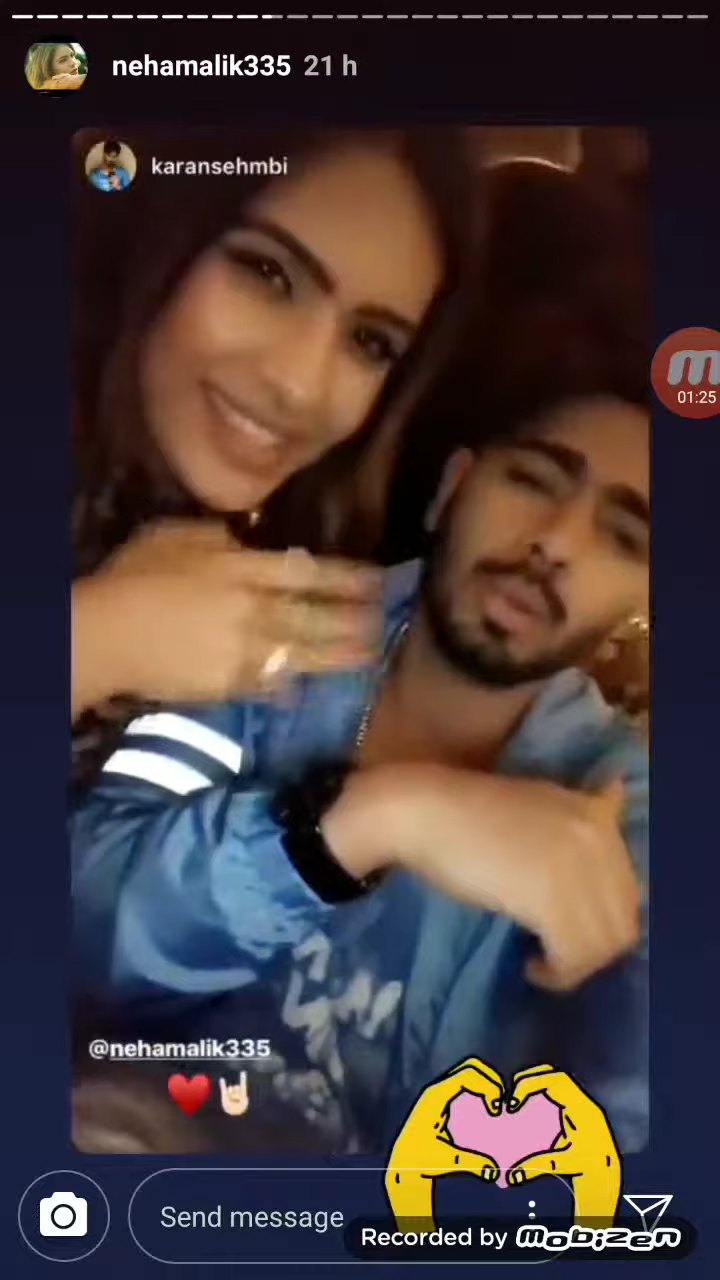 nehamalik335 21 h
karansehmbi
01:25
@nehamalik335
Send message
Recorded by Mobizen